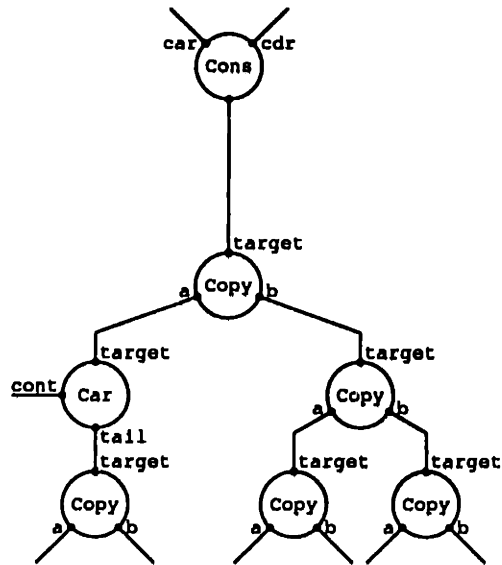 car cdr
Cons
target
Copy
a b
target target
cont Car Copy
a b
tail
target target target
Copy Copy Copy
a b a b a b